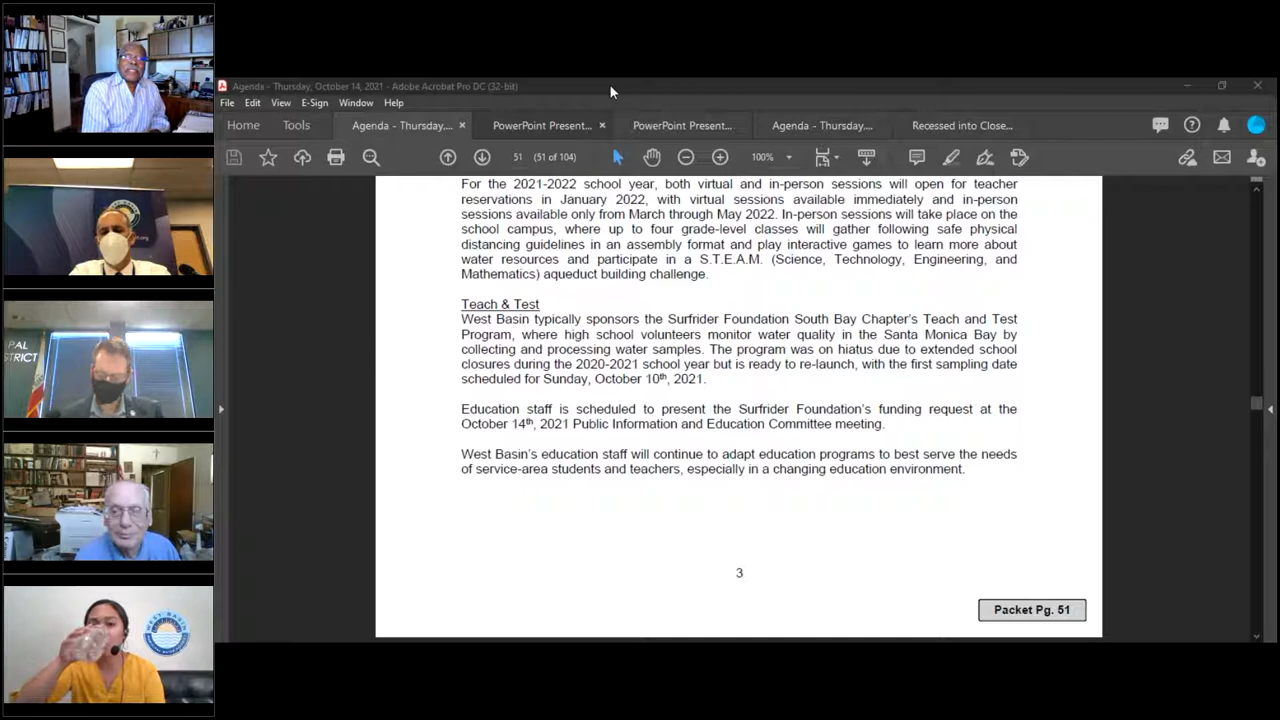 Agenda - Thursday, October 14, 2021 - Adobe Acrobat Pro DC (32-bit)
File Edit View E-Sign Window Help
Home Tools Agenda - Thursday,... PowerPoint Present... PowerPoint Present... Agenda - Thursday,... Recessed into Close...
51 (51 of 104) 100%
For the 2021-2022 school year, both virtual and in-person sessions will open for teacher
reservations in January 2022, with virtual sessions available immediately and in-person
sessions available only from March through May 2022. In-person sessions will take place on the
school campus, where up to four grade-level classes will gather following safe physical
distancing guidelines in an assembly format and play interactive games to learn more about
water resources and participate in a S.T.E.A.M. (Science, Technology, Engineering, and
Mathematics) aqueduct building challenge.
Teach & Test
West Basin typically sponsors the Surfrider Foundation South Bay Chapter's Teach and Test
Program, where high school volunteers monitor water quality in the Santa Monica Bay by
collecting and processing water samples. The program was on hiatus due to extended school
closures during the 2020-2021 school year but is ready to re-launch, with the first sampling date
scheduled for Sunday, October 10th, 2021.
Education staff is scheduled to present the Surfrider Foundation's funding request at the
October 14th, 2021 Public Information and Education Committee meeting.
West Basin's education staff will continue to adapt education programs to best serve the needs
of service-area students and teachers, especially in a changing education environment.
3
Packet Pg. 51
PAL
STRICT
WEST BASIN